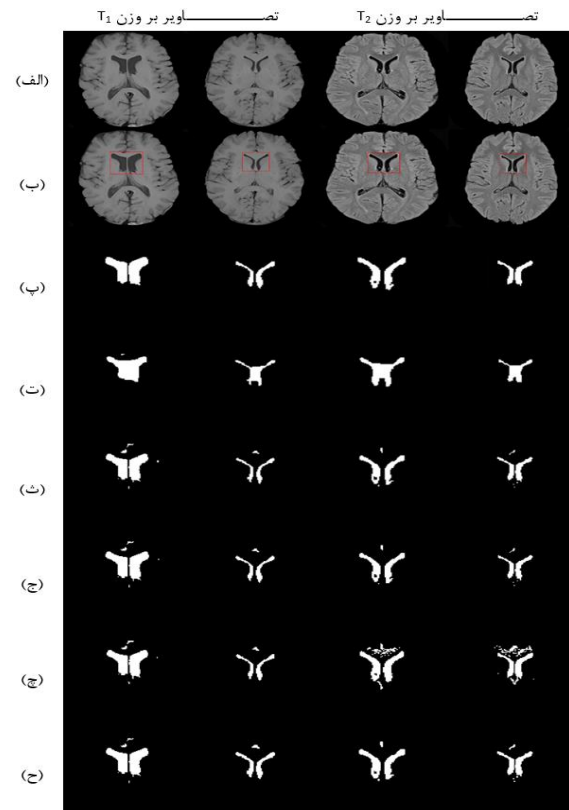 تصـــــــــاویر بر وزن T₁
تصـــــــــاویر بر وزن T₂
(الف)
(ب)
(پ)
(ت)
(ث)
(ج)
(چ)
(ح)